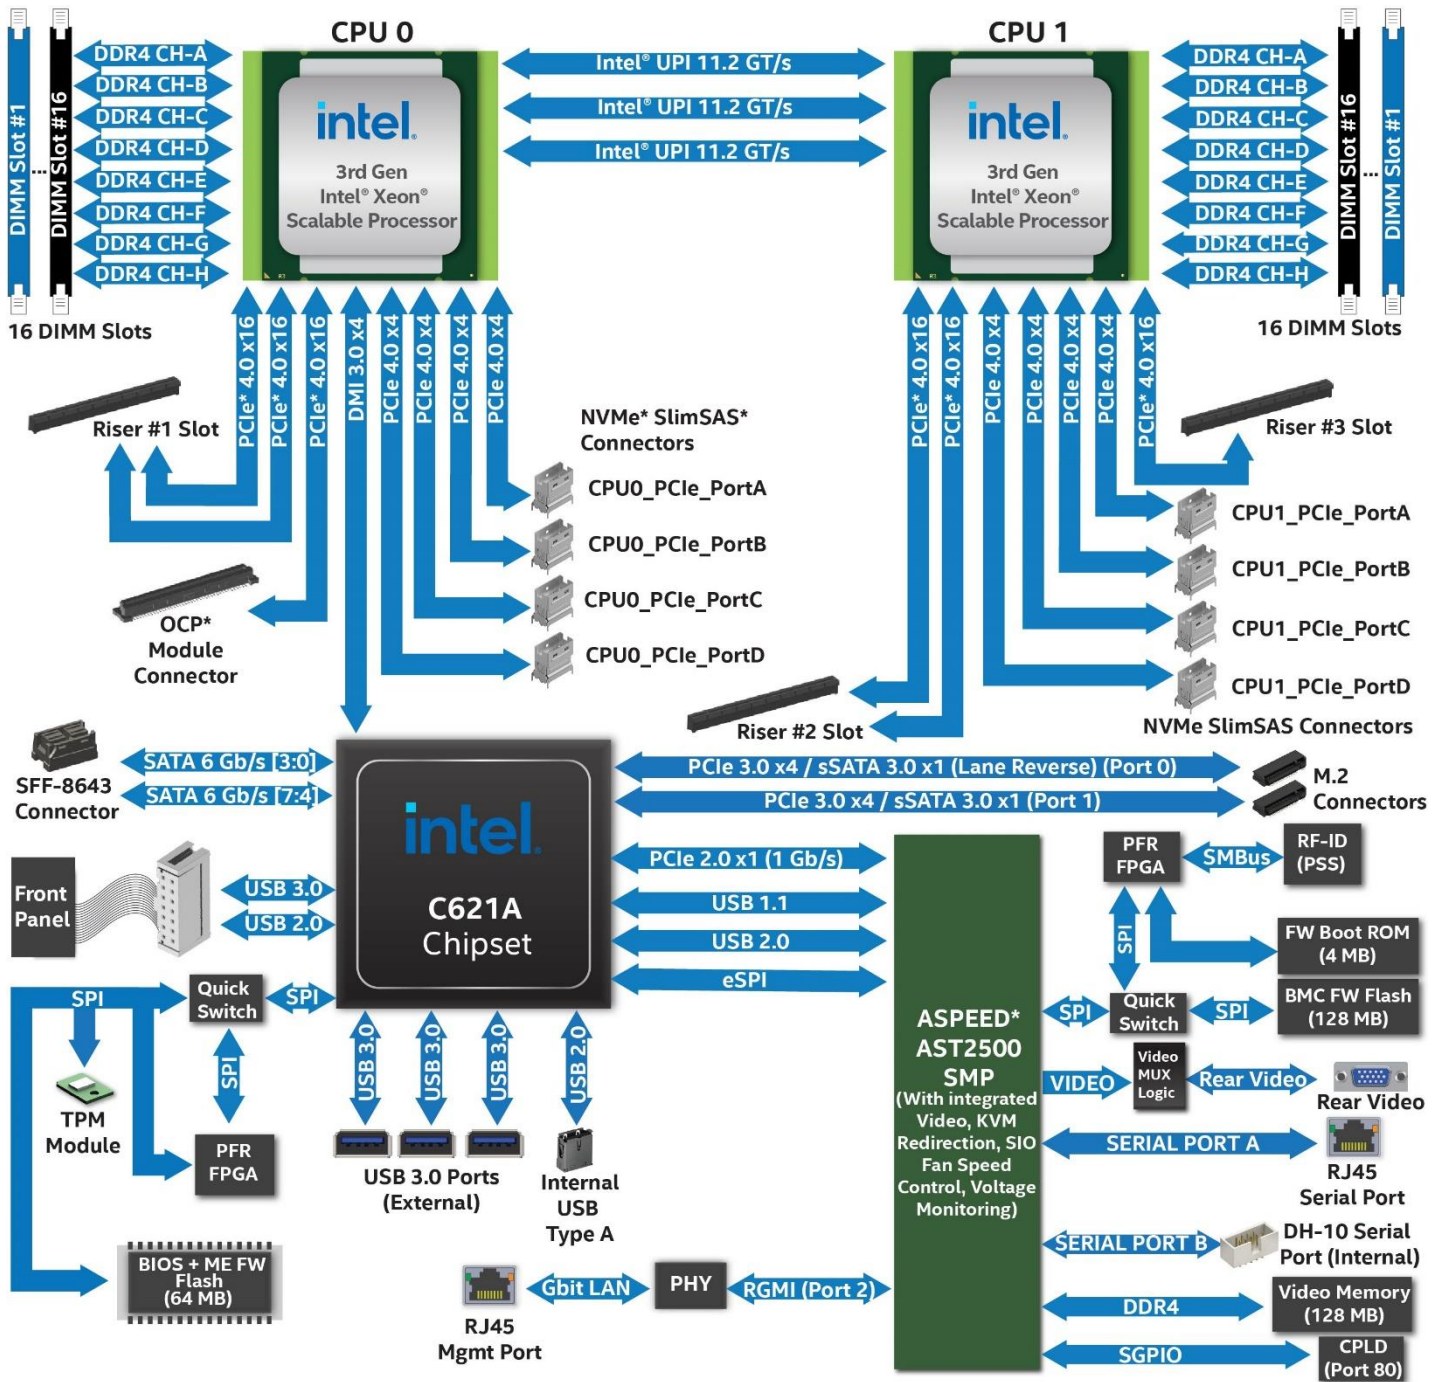 CPU 0
CPU 1
DIMM Slot #1
...
DIMM Slot #16
DDR4 CH-A
DDR4 CH-B
DDR4 CH-C
DDR4 CH-D
DDR4 CH-E
DDR4 CH-F
DDR4 CH-G
DDR4 CH-H
16 DIMM Slots
intel.
3rd Gen
Intel® Xeon®
Scalable Processor
Intel® UPI 11.2 GT/s
Intel® UPI 11.2 GT/s
Intel® UPI 11.2 GT/s
intel.
3rd Gen
Intel® Xeon®
Scalable Processor
DDR4 CH-A
DDR4 CH-B
DDR4 CH-C
DDR4 CH-D
DDR4 CH-E
DDR4 CH-F
DDR4 CH-G
DDR4 CH-H
DIMM Slot #16
...
DIMM Slot #1
16 DIMM Slots
PCIe* 4.0 x16
PCIe* 4.0 x16
PCIe* 4.0 x16
DMI 3.0 x4
PCIe 4.0 x4
PCIe 4.0 x4
PCIe 4.0 x4
PCIe 4.0 x4
PCIe* 4.0 x16
PCIe* 4.0 x16
PCIe 4.0 x4
PCIe 4.0 x4
PCIe 4.0 x4
PCIe 4.0 x4
PCIe* 4.0 x16
Riser #1 Slot
OCP*
Module
Connector
NVMe* SlimSAS*
Connectors
CPU0_PCIe_PortA
CPU0_PCIe_PortB
CPU0_PCIe_PortC
CPU0_PCIe_PortD
Riser #2 Slot
Riser #3 Slot
CPU1_PCIe_PortA
CPU1_PCIe_PortB
CPU1_PCIe_PortC
CPU1_PCIe_PortD
NVMe SlimSAS Connectors
SFF-8643
Connector
SATA 6 Gb/s [3:0]
SATA 6 Gb/s [7:4]
intel.
C621A
Chipset
PCIe 3.0 x4 / sSATA 3.0 x1 (Lane Reverse) (Port 0)
PCIe 3.0 x4 / sSATA 3.0 x1 (Port 1)
M.2
Connectors
Front
Panel
USB 3.0
USB 2.0
PCIe 2.0 x1 (1 Gb/s)
USB 1.1
USB 2.0
eSPI
SPI
Quick
Switch
SPI
SPI
TPM
Module
PFR
FPGA
BIOS + ME FW
Flash
(64 MB)
USB 3.0
USB 3.0
USB 3.0
USB 2.0
USB 3.0 Ports
(External)
Internal
USB
Type A
RJ45
Mgmt Port
Gbit LAN
PHY
RGMI (Port 2)
ASPEED*
AST2500
SMP
(With integrated
Video, KVM
Redirection, SIO
Fan Speed
Control, Voltage
Monitoring)
PFR
FPGA
SMBus
RF-ID
(PSS)
SPI
FW Boot ROM
(4 MB)
SPI
Quick
Switch
SPI
BMC FW Flash
(128 MB)
VIDEO
Video
MUX
Logic
Rear Video
Rear Video
SERIAL PORT A
RJ45
Serial Port
SERIAL PORT B
DH-10 Serial
Port (Internal)
DDR4
Video Memory
(128 MB)
SGPIO
CPLD
(Port 80)